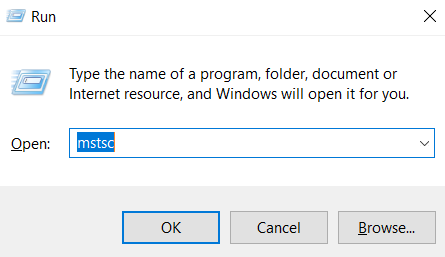 Run
Type the name of a program, folder, document or
Internet resource, and Windows will open it for you.
Open: mstsc
OK Cancel Browse...